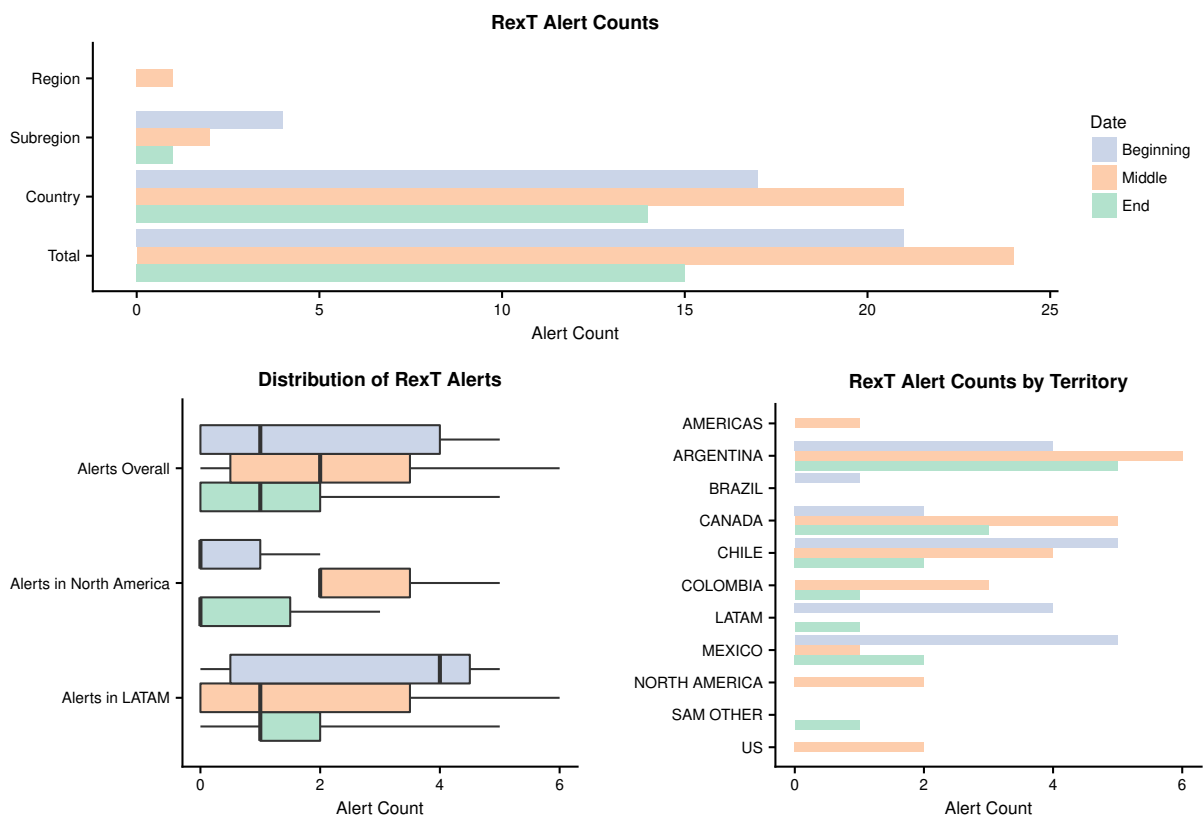 RexT Alert Counts
Region
Subregion
Country
Total
0 5 10 15 20 25
Alert Count
Date
Beginning
Middle
End
Distribution of RexT Alerts
Alerts Overall
Alerts in North America
Alerts in LATAM
0 2 4 6
Alert Count
RexT Alert Counts by Territory
AMERICAS
ARGENTINA
BRAZIL
CANADA
CHILE
COLOMBIA
LATAM
MEXICO
NORTH AMERICA
SAM OTHER
US
0 2 4 6
Alert Count